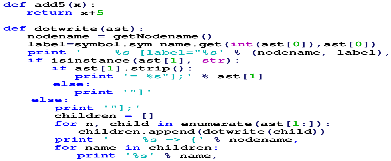 def add5(x):
    return x+5

def dotwrite(ast):
    nodename = getNodename()
    label=symbol.sym_name.get(int(ast[0]),ast[0])
    print '    %s [label="%s' % (nodename, label),
    if isinstance(ast[1], str):
        if ast[1].strip():
            print '= %s"];' % ast[1]
        else:
            print '"]'
    else:
        print '"];'
        children = []
        for n, child in enumerate(ast[1:]):
            children.append(dotwrite(child))
        print '    %s -> {' % nodename,
        for name in children:
            print '%s' % name,